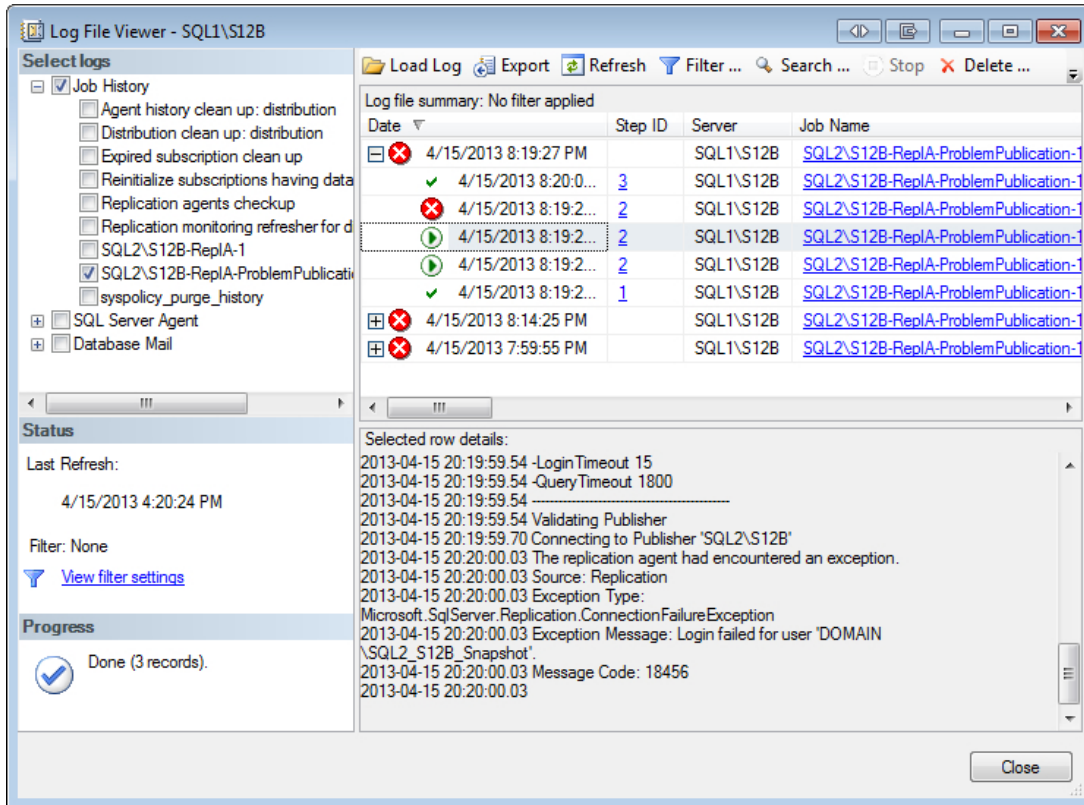 Log File Viewer - SQL1\S12B
Select logs
Job History
Agent history clean up: distribution
Distribution clean up: distribution
Expired subscription clean up
Reinitialize subscriptions having data
Replication agents checkup
Replication monitoring refresher for d
SQL2\S12B-ReplA-1
SQL2\S12B-ReplA-ProblemPublicati
syspolicy_purge_history
SQL Server Agent
Database Mail
Status
Last Refresh:
4/15/2013 4:20:24 PM
Filter: None
View filter settings
Progress
Done (3 records).
Load Log Export Refresh Filter ... Search ... Stop Delete ...
Log file summary: No filter applied
Date Step ID Server Job Name
4/15/2013 8:19:27 PM SQL1\S12B SQL2\S12B-ReplA-ProblemPublication-1
4/15/2013 8:20:0... 3 SQL1\S12B SQL2\S12B-ReplA-ProblemPublication-1
4/15/2013 8:19:2... 2 SQL1\S12B SQL2\S12B-ReplA-ProblemPublication-1
4/15/2013 8:19:2... 2 SQL1\S12B SQL2\S12B-ReplA-ProblemPublication-1
4/15/2013 8:19:2... 2 SQL1\S12B SQL2\S12B-ReplA-ProblemPublication-1
4/15/2013 8:19:2... 1 SQL1\S12B SQL2\S12B-ReplA-ProblemPublication-1
4/15/2013 8:14:25 PM SQL1\S12B SQL2\S12B-ReplA-ProblemPublication-1
4/15/2013 7:59:55 PM SQL1\S12B SQL2\S12B-ReplA-ProblemPublication-1
Selected row details:
2013-04-15 20:19:59.54 -LoginTimeout 15
2013-04-15 20:19:59.54 -QueryTimeout 1800
2013-04-15 20:19:59.54 ---------------------------------------------
2013-04-15 20:19:59.54 Validating Publisher
2013-04-15 20:19:59.70 Connecting to Publisher 'SQL2\S12B'
2013-04-15 20:20:00.03 The replication agent had encountered an exception.
2013-04-15 20:20:00.03 Source: Replication
2013-04-15 20:20:00.03 Exception Type:
Microsoft.SqlServer.Replication.ConnectionFailureException
2013-04-15 20:20:00.03 Exception Message: Login failed for user 'DOMAIN
\SQL2_S12B_Snapshot'.
2013-04-15 20:20:00.03 Message Code: 18456
2013-04-15 20:20:00.03
Close